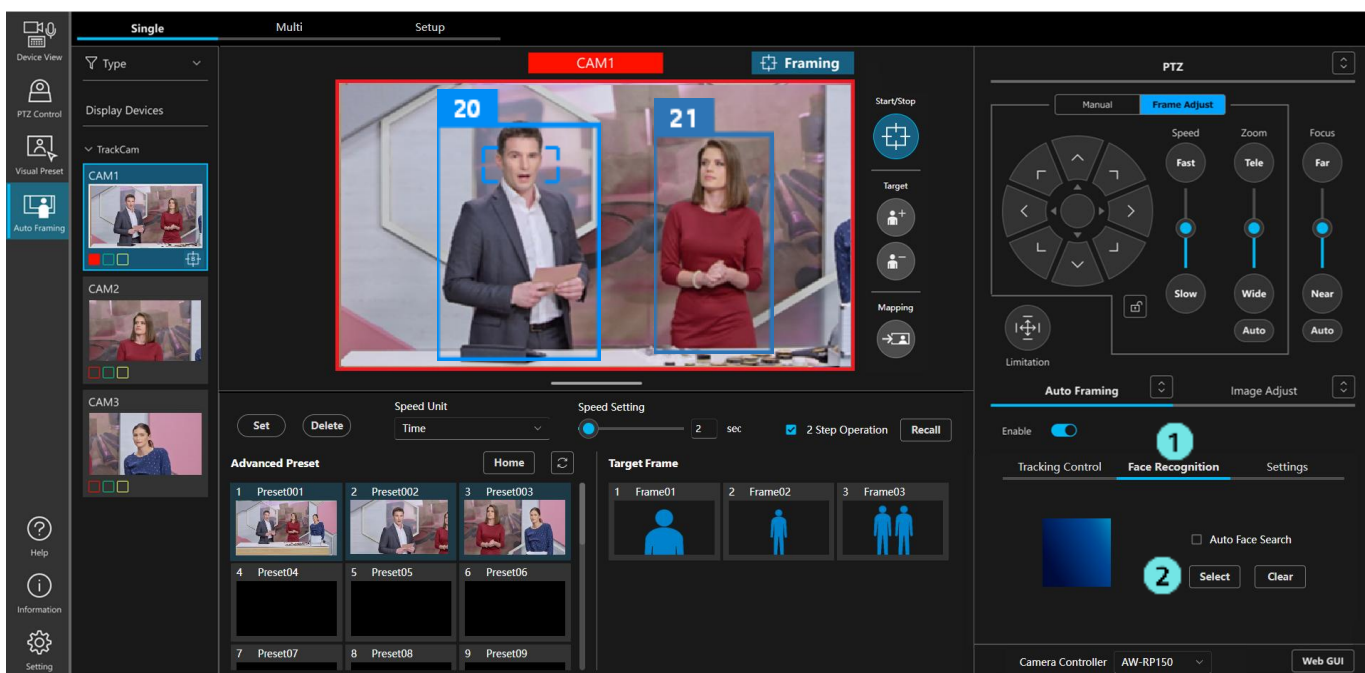 Single Multi Setup
Device View
PTZ Control
Visual Preset
Auto Framing
Help
Information
Setting
Type
Display Devices
TrackCam
CAM1
CAM2
CAM3
CAM1 Framing
20 21
Start/Stop
Target
Mapping
Set Delete
Speed Unit
Time
Speed Setting
2 sec
2 Step Operation Recall
Advanced Preset Home
1 Preset001 2 Preset002 3 Preset003
4 Preset04 5 Preset05 6 Preset06
7 Preset07 8 Preset08 9 Preset09
Target Frame
1 Frame01 2 Frame02 3 Frame03
PTZ
Manual Frame Adjust
Speed Zoom Focus
Fast Tele Far
Slow Wide Near
Auto Auto
Limitation
Auto Framing Image Adjust
Enable
1
Tracking Control Face Recognition Settings
Auto Face Search
2 Select Clear
Camera Controller AW-RP150 Web GUI